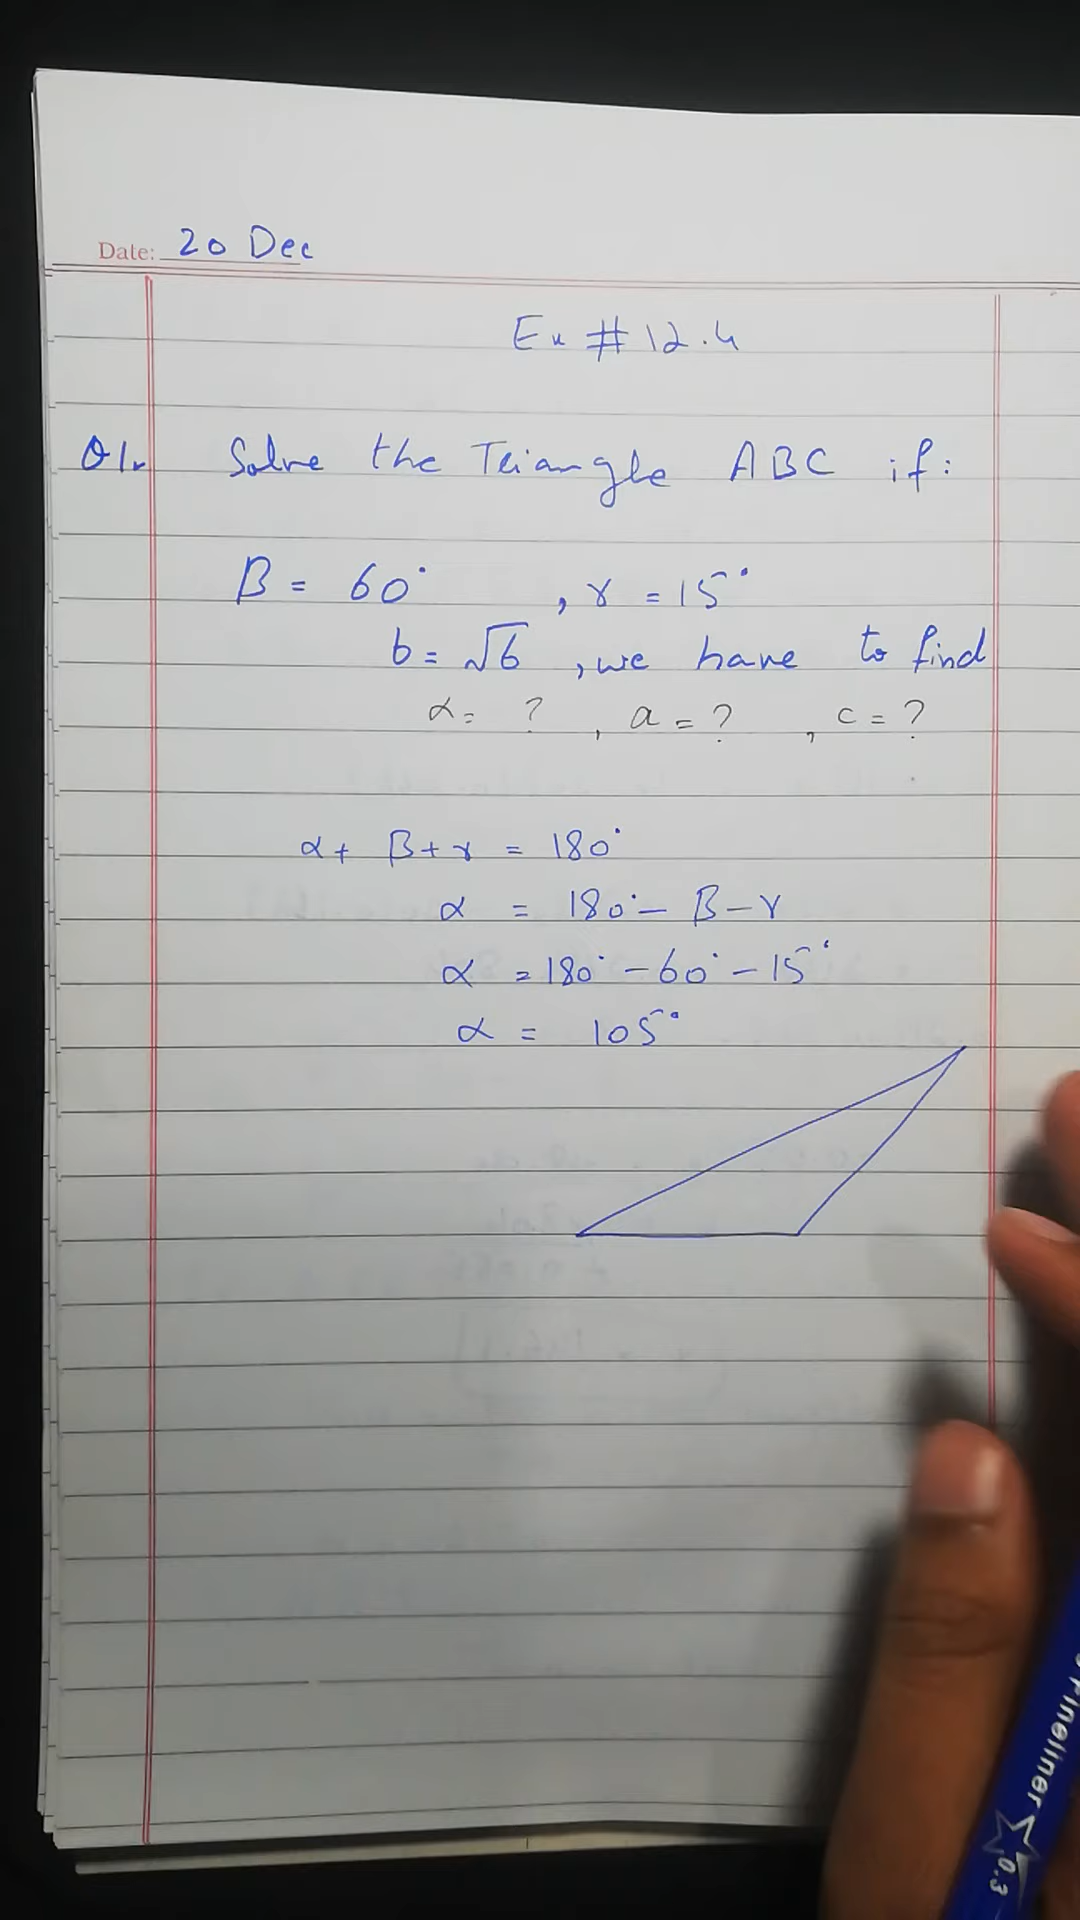 Date: 20 Dec
Ex # 12.4
Q1. Solve the Triangle ABC if:
β = 60° , γ = 15°
b = √6 , we have to find
α = ? , a = ? , c = ?
α + β + γ = 180°
α = 180° - β - γ
α = 180° - 60° - 15°
α = 105°
Fineliner
0.3